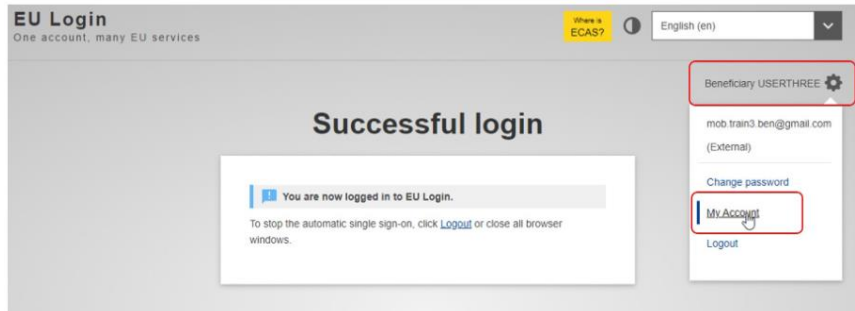 EU Login
One account, many EU services
Where is
ECAS?
English (en)
Beneficiary USERTHREE
mob.train3.ben@gmail.com
(External)
Change password
My Account
Logout
Successful login
You are now logged in to EU Login.
To stop the automatic single sign-on, click Logout or close all browser
windows.